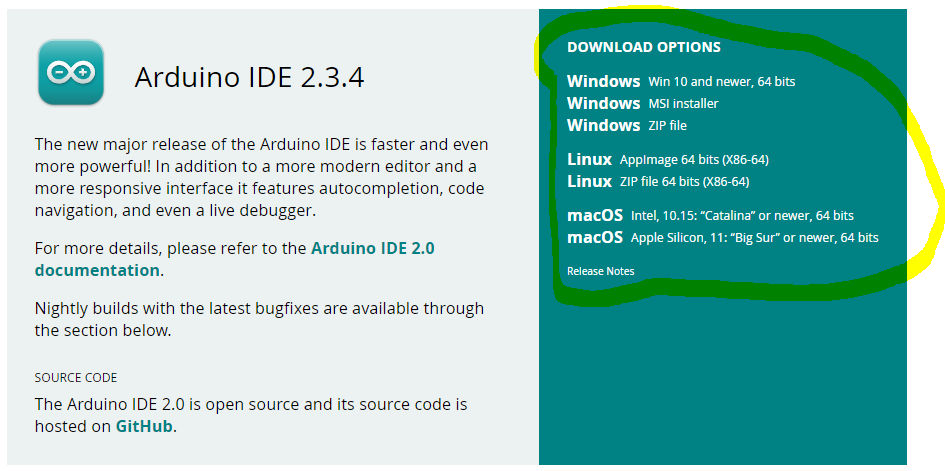 Arduino IDE 2.3.4
The new major release of the Arduino IDE is faster and even
more powerful! In addition to a more modern editor and a
more responsive interface it features autocompletion, code
navigation, and even a live debugger.
For more details, please refer to the Arduino IDE 2.0
documentation.
Nightly builds with the latest bugfixes are available through
the section below.
SOURCE CODE
The Arduino IDE 2.0 is open source and its source code is
hosted on GitHub.
DOWNLOAD OPTIONS
Windows Win 10 and newer, 64 bits
Windows MSI installer
Windows ZIP file
Linux AppImage 64 bits (X86-64)
Linux ZIP file 64 bits (X86-64)
macOS Intel, 10.15: “Catalina” or newer, 64 bits
macOS Apple Silicon, 11: “Big Sur” or newer, 64 bits
Release Notes